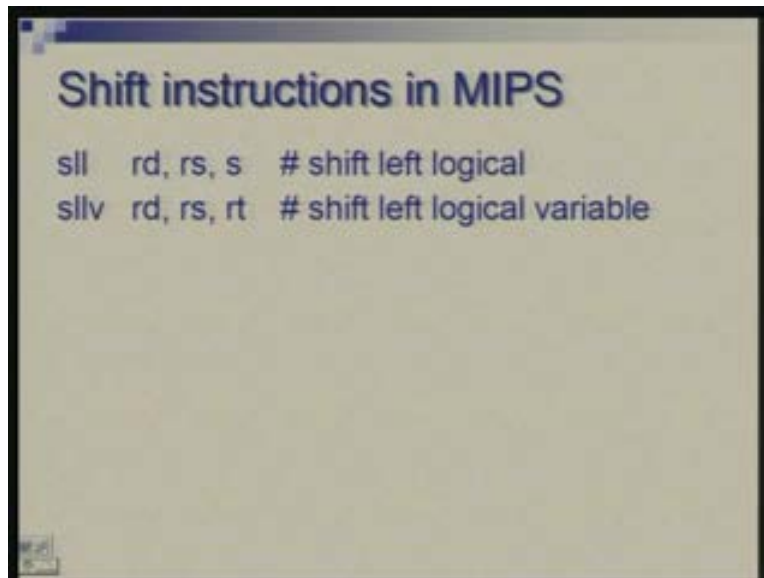 Shift instructions in MIPS
sll rd, rs, s # shift left logical
sllv rd, rs, rt # shift left logical variable